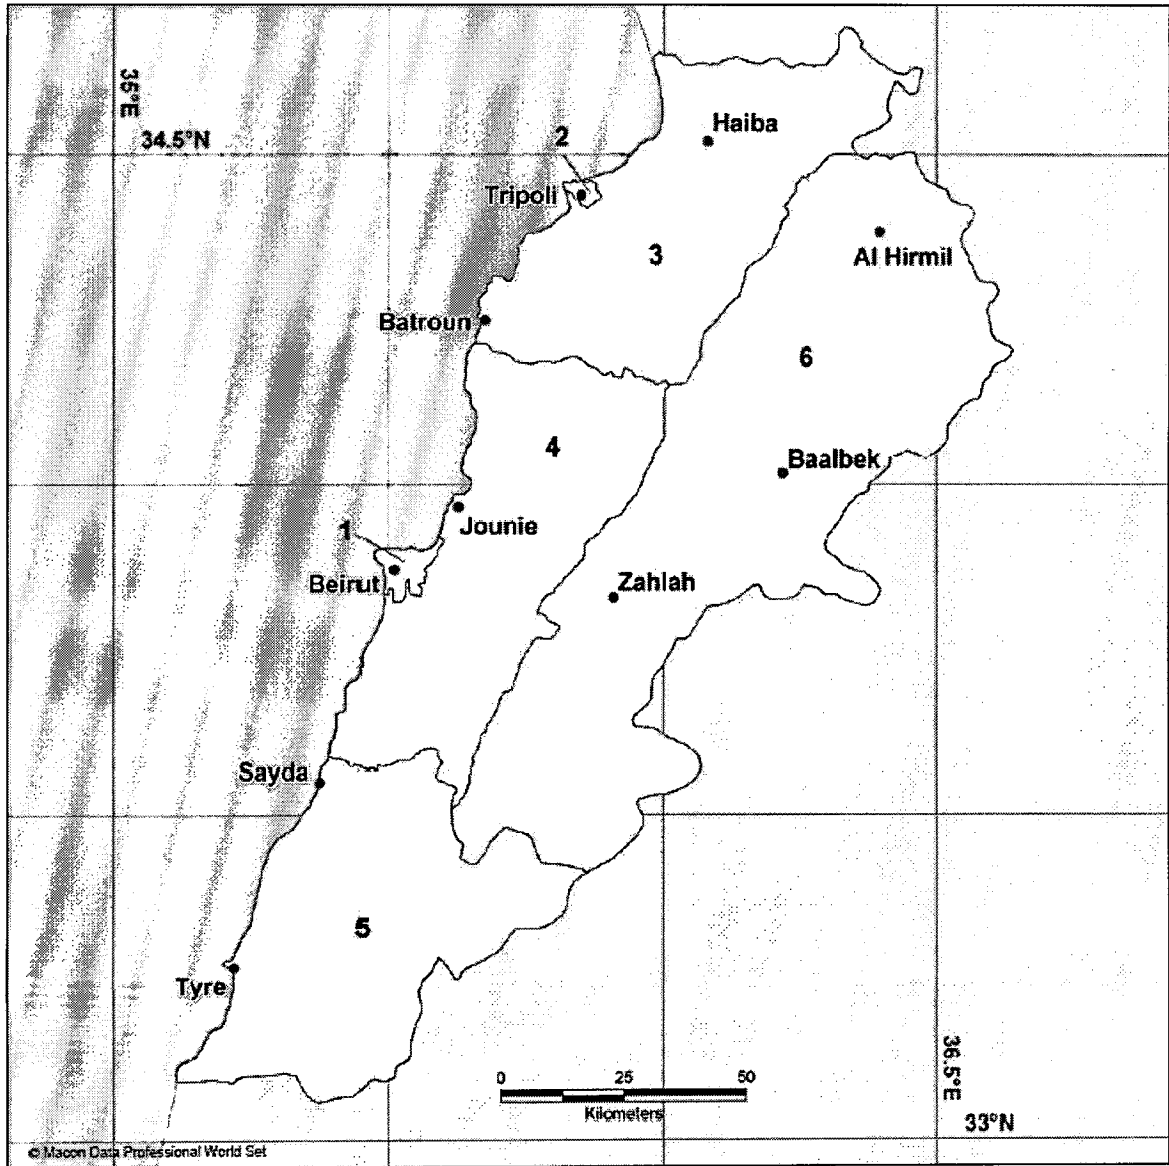 35°E
34.5°N
2
Haiba
Tripoli
3
Al Hirmil
Batroun
6
4
Baalbek
Jounie
1
Beirut
Zahlah
Sayda
5
Tyre
0 25 50
Kilometers
36.5°E
33°N
© Macon Data Professional World Set